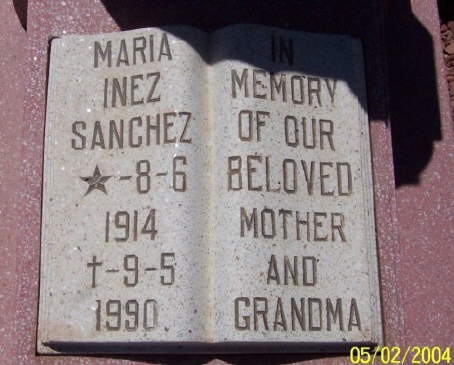 MARIA
INEZ
SANCHEZ
★-8-6
1914
†-9-5
1990
IN
MEMORY
OF OUR
BELOVED
MOTHER
AND
GRANDMA
05/02/2004